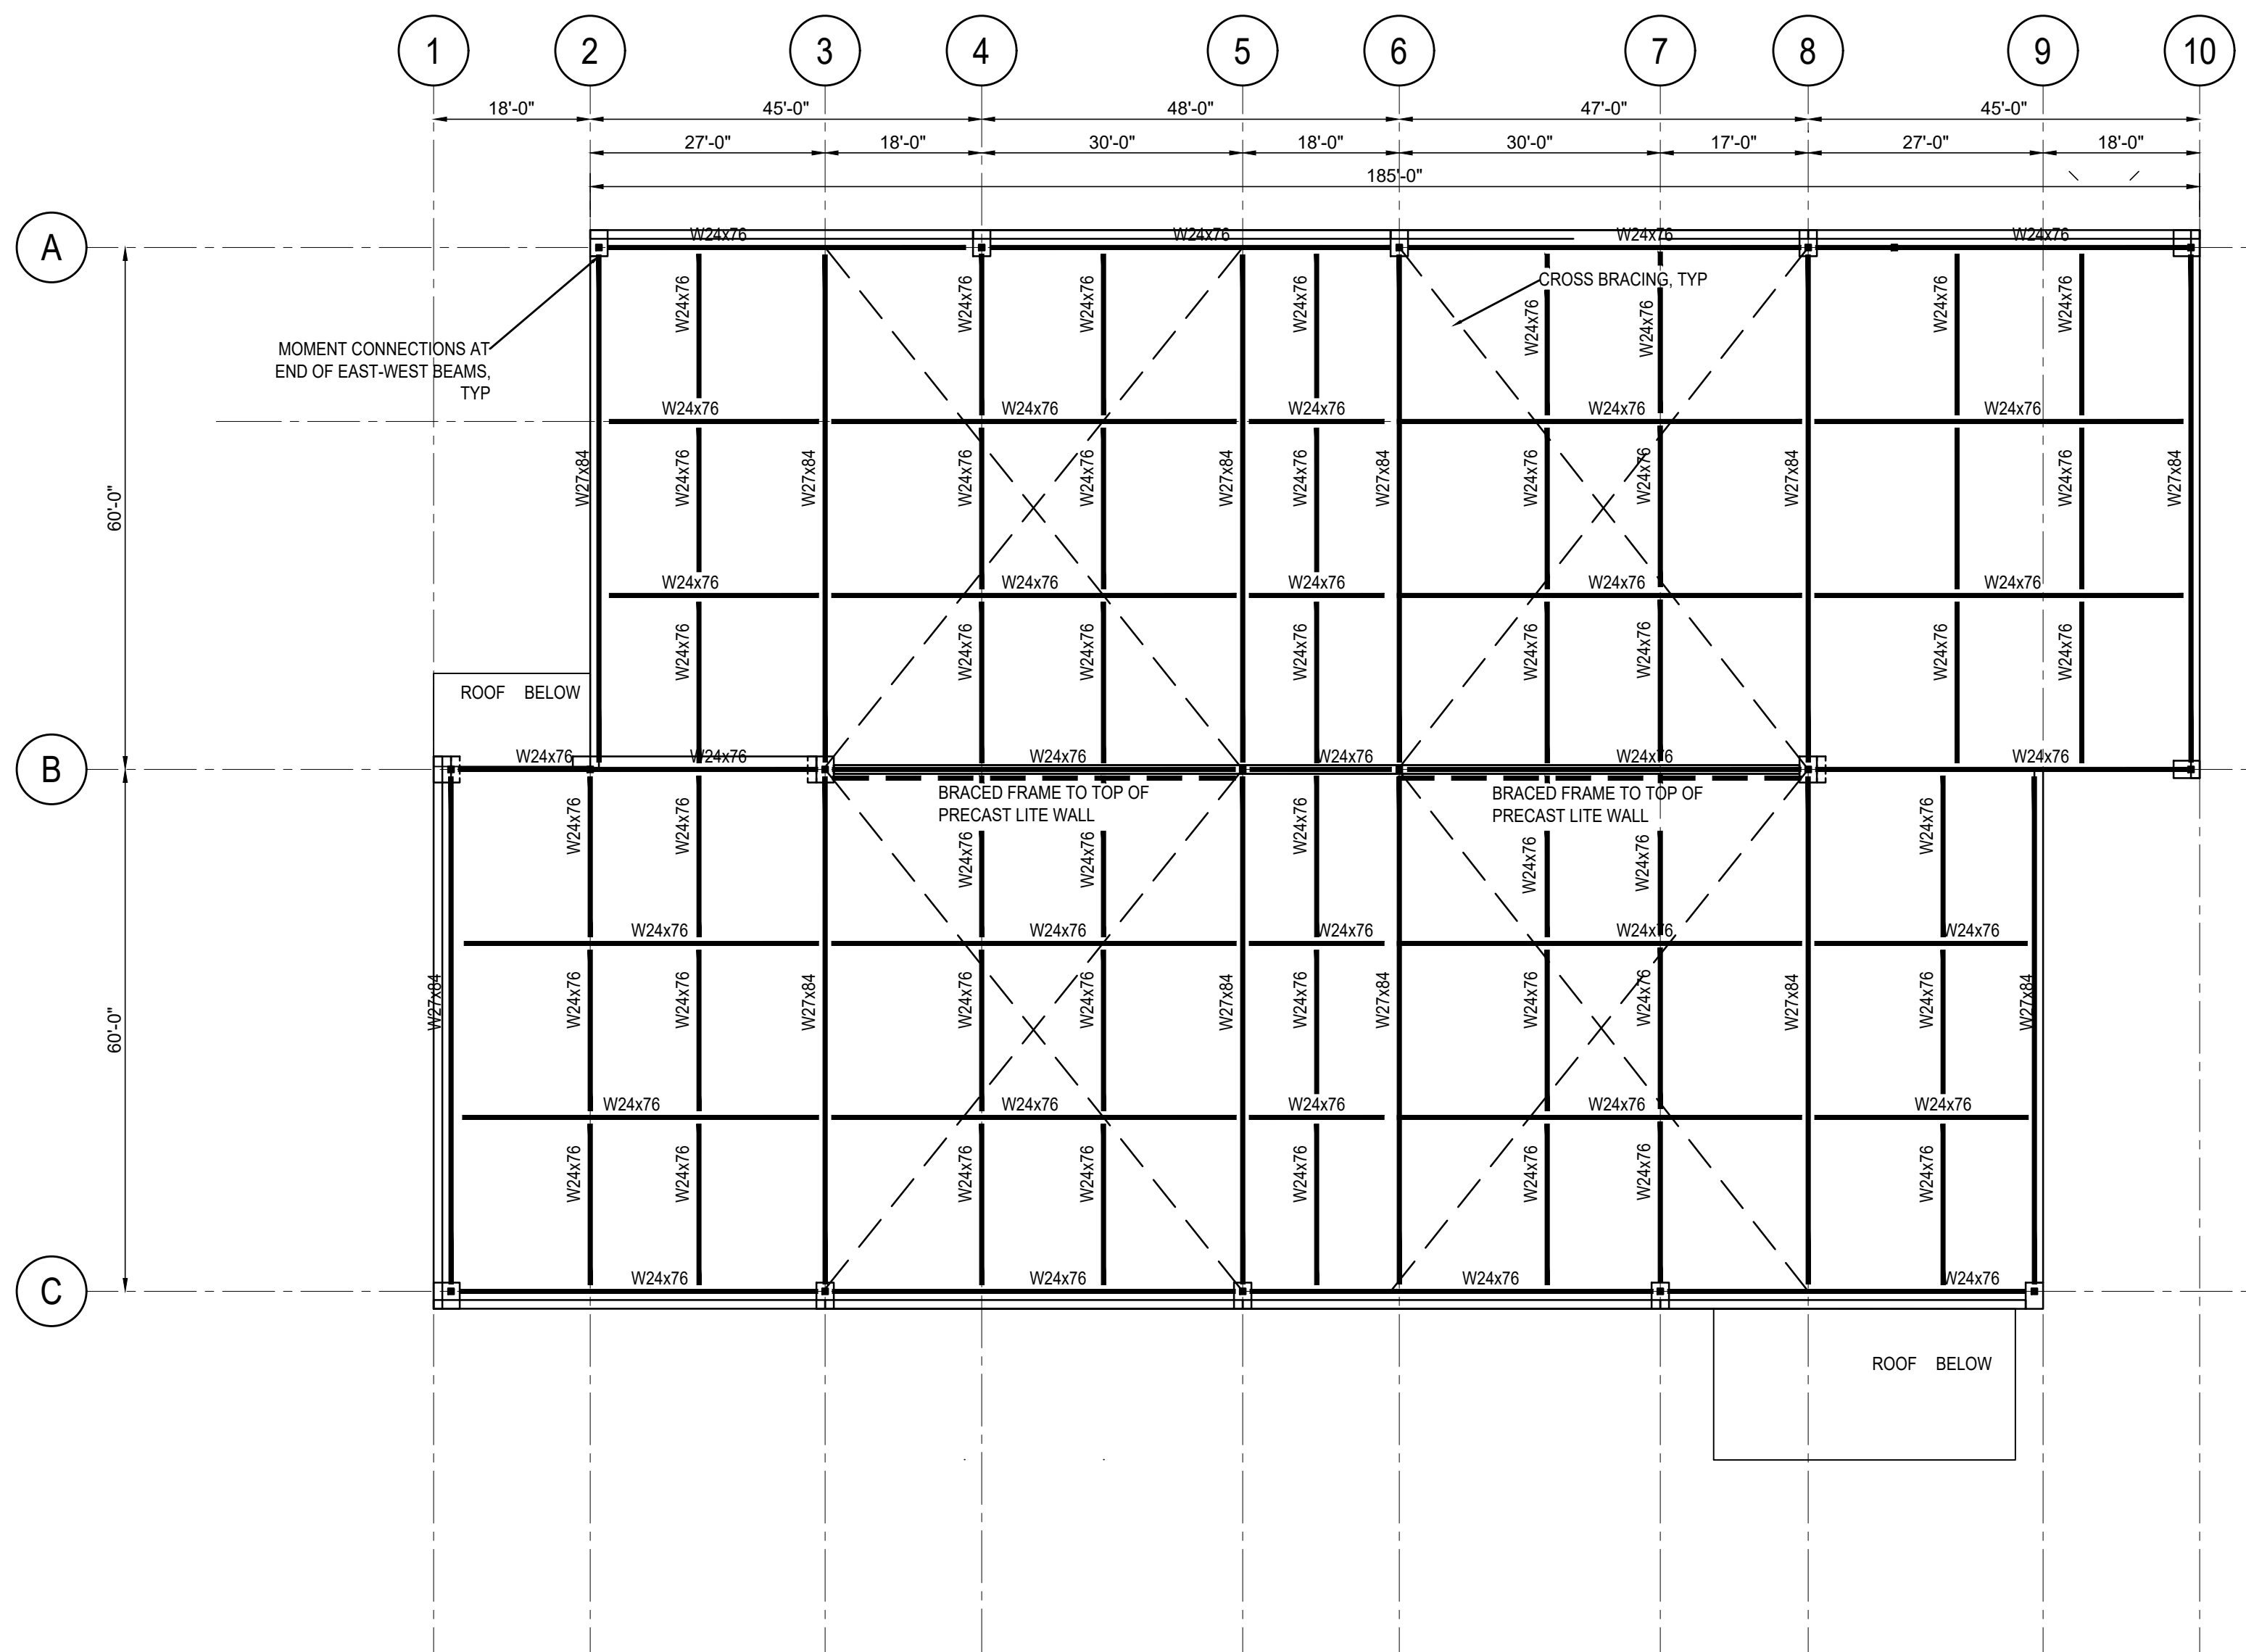 1 2 3 4 5 6 7 8 9 10
18'-0" 45'-0" 48'-0" 47'-0" 45'-0"
27'-0" 18'-0" 30'-0" 18'-0" 30'-0" 17'-0" 27'-0" 18'-0"
185'-0"
W24x76 W24x76 W24x76 W24x76
A
CROSS BRACING, TYP
W24x76 W24x76 W24x76 W24x76 W24x76 W24x76 W24x76 W24x76
MOMENT CONNECTIONS AT
END OF EAST-WEST BEAMS,
TYP
W24x76 W24x76 W24x76 W24x76 W24x76
60'-0"
W27x84 W24x76 W27x84 W24x76 W24x76 W27x84 W24x76 W27x84 W24x76 W24x76 W27x84 W24x76 W27x84
W24x76 W24x76 W24x76 W24x76 W24x76
W24x76 W24x76 W24x76 W24x76 W24x76 W24x76 W24x76 W24x76
ROOF BELOW
W24x76 W24x76 W24x76 W24x76 W24x76 W24x76
B
BRACED FRAME TO TOP OF
PRECAST LITE WALL
BRACED FRAME TO TOP OF
PRECAST LITE WALL
W24x76 W24x76 W24x76 W24x76 W24x76 W24x76 W24x76 W24x76
W24x76 W24x76 W24x76 W24x76 W24x76
60'-0"
W27x84 W24x76 W24x76 W27x84 W24x76 W24x76 W27x84 W24x76 W27x84 W24x76 W24x76 W27x84 W24x76 W27x84
W24x76 W24x76 W24x76 W24x76 W24x76
W24x76 W24x76 W24x76 W24x76 W24x76 W24x76 W24x76 W24x76
W24x76 W24x76 W24x76 W24x76
C
ROOF BELOW